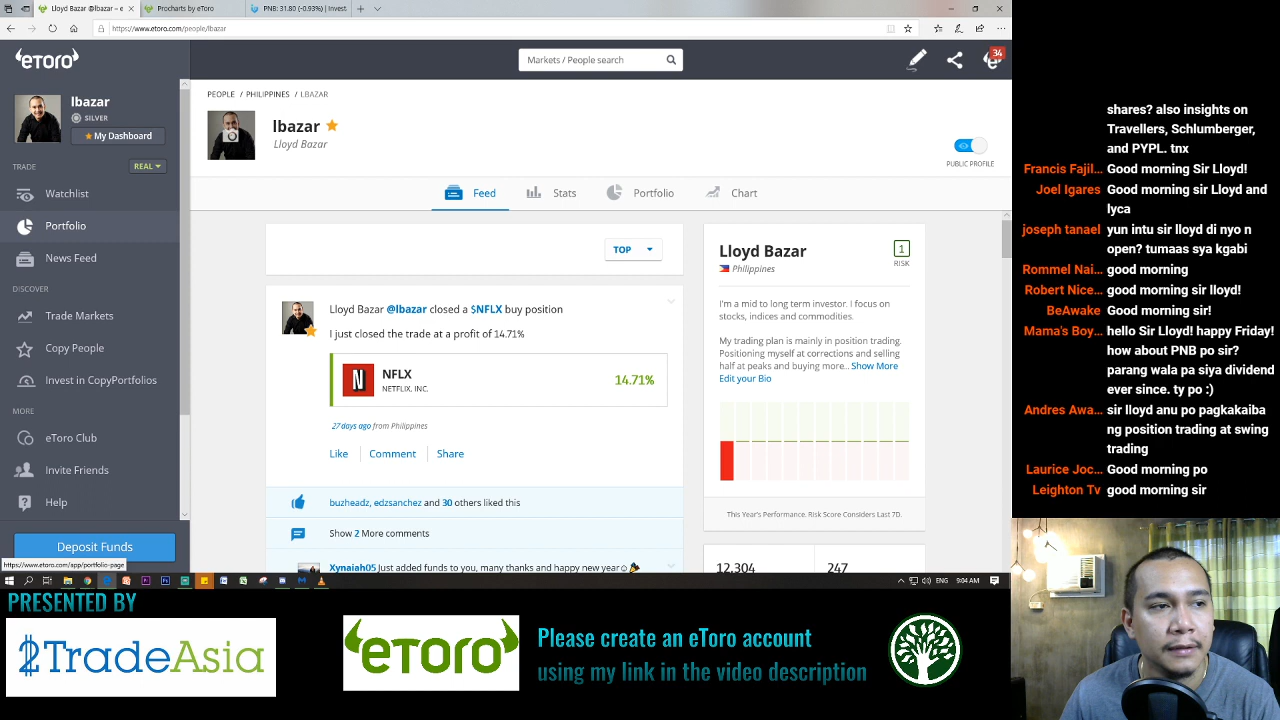 Lloyd Bazar @lbazar – e
Procharts by eToro
PNB: 31.80 (-0.93%) | Invest
https://www.etoro.com/people/lbazar
eToro
Markets / People search
34
lbazar
SILVER
My Dashboard
TRADE
REAL
Watchlist
Portfolio
News Feed
DISCOVER
Trade Markets
Copy People
Invest in CopyPortfolios
MORE
eToro Club
Invite Friends
Help
Deposit Funds
https://www.etoro.com/app/portfolio-page
PEOPLE / PHILIPPINES / LBAZAR
lbazar
Lloyd Bazar
PUBLIC PROFILE
Feed
Stats
Portfolio
Chart
TOP
Lloyd Bazar @lbazar closed a $NFLX buy position
I just closed the trade at a profit of 14.71%
NFLX
NETFLIX, INC.
14.71%
27 days ago from Philippines
Like
Comment
Share
buzheadz, edzsanchez and 30 others liked this
Show 2 More comments
Xynaiah05 Just added funds to you, many thanks and happy new year
Lloyd Bazar
Philippines
1
RISK
I'm a mid to long term investor. I focus on
stocks, indices and commodities.
My trading plan is mainly in position trading.
Positioning myself at corrections and selling
half at peaks and buying more.. Show More
Edit your Bio
This Year's Performance. Risk Score Considers Last 7D.
12,304
247
ENG
9:04 AM
shares? also insights on
Travellers, Schlumberger,
and PYPL. tnx
Francis Fajil... Good morning Sir Lloyd!
Joel Igares Good morning sir Lloyd and
lyca
joseph tanael yun intu sir lloyd di nyo n
open? tumaas sya kgabi
Rommel Nai... good morning
Robert Nice... good morning sir lloyd!
BeAwake Good morning sir!
Mama's Boy... hello Sir Lloyd! happy Friday!
how about PNB po sir?
parang wala pa siya dividend
ever since. ty po :)
Andres Awa... sir lloyd anu po pagkakaiba
ng position trading at swing
trading
Laurice Joc... Good morning po
Leighton Tv good morning sir
PRESENTED BY
2TradeAsia
eToro
Please create an eToro account
using my link in the video description